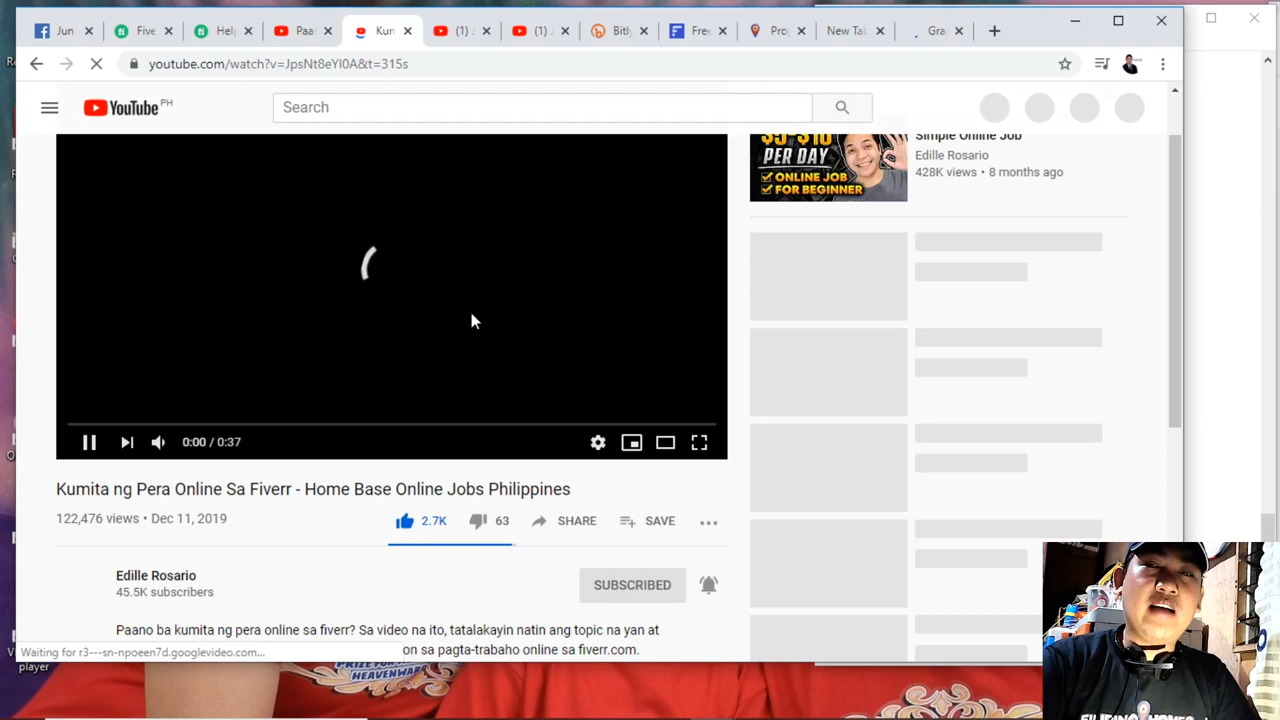 Jun
Five
Help
Paa
Kun
(1)
(1) J
Bitly
Free
Pro
New Tab
Gra
youtube.com/watch?v=JpsNt8eYI0A&t=315s
YouTube PH
Search
PER DAY
ONLINE JOB
FOR BEGINNER
Simple Online Job
Edille Rosario
428K views • 8 months ago
0:00 / 0:37
Kumita ng Pera Online Sa Fiverr - Home Base Online Jobs Philippines
122,476 views • Dec 11, 2019
2.7K
63
SHARE
SAVE
Edille Rosario
45.5K subscribers
SUBSCRIBED
Paano ba kumita ng pera online sa fiverr? Sa video na ito, tatalakayin natin ang topic na yan at
on sa pagta-trabaho online sa fiverr.com.
Waiting for r3---sn-npoeen7d.googlevideo.com...
player
HEAVENWARD